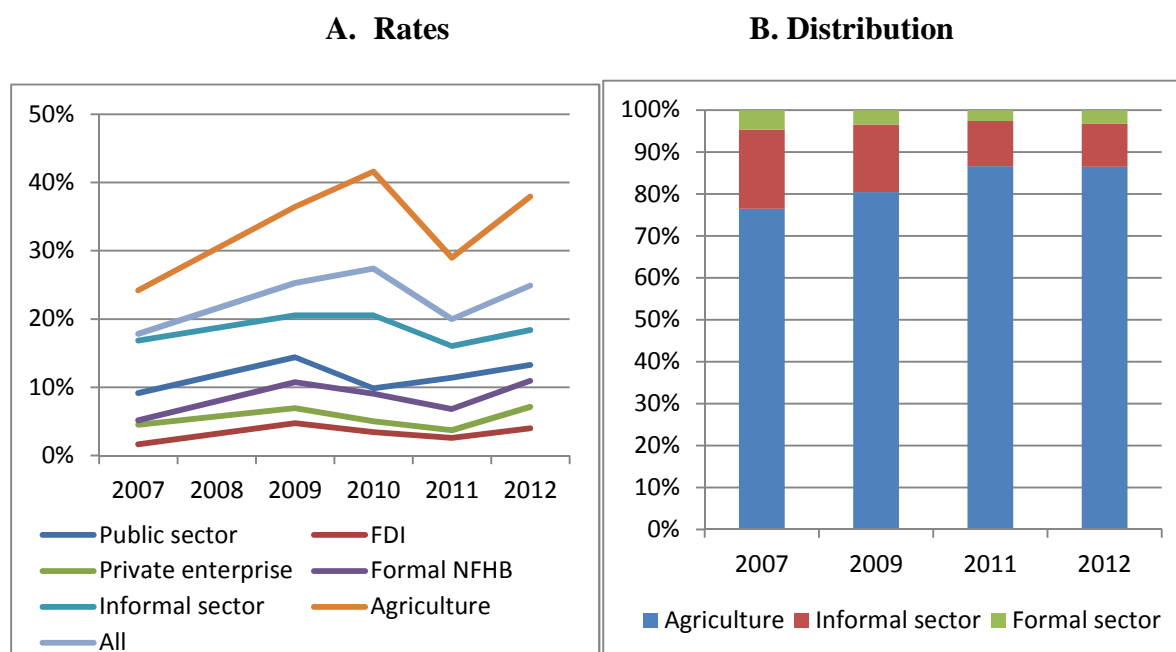 A. Rates
B. Distribution
50%
40%
30%
20%
10%
0%
2007 2008 2009 2010 2011 2012
Public sector FDI
Private enterprise Formal NFHB
Informal sector Agriculture
All
100%
90%
80%
70%
60%
50%
40%
30%
20%
10%
0%
2007 2009 2011 2012
Agriculture Informal sector Formal sector